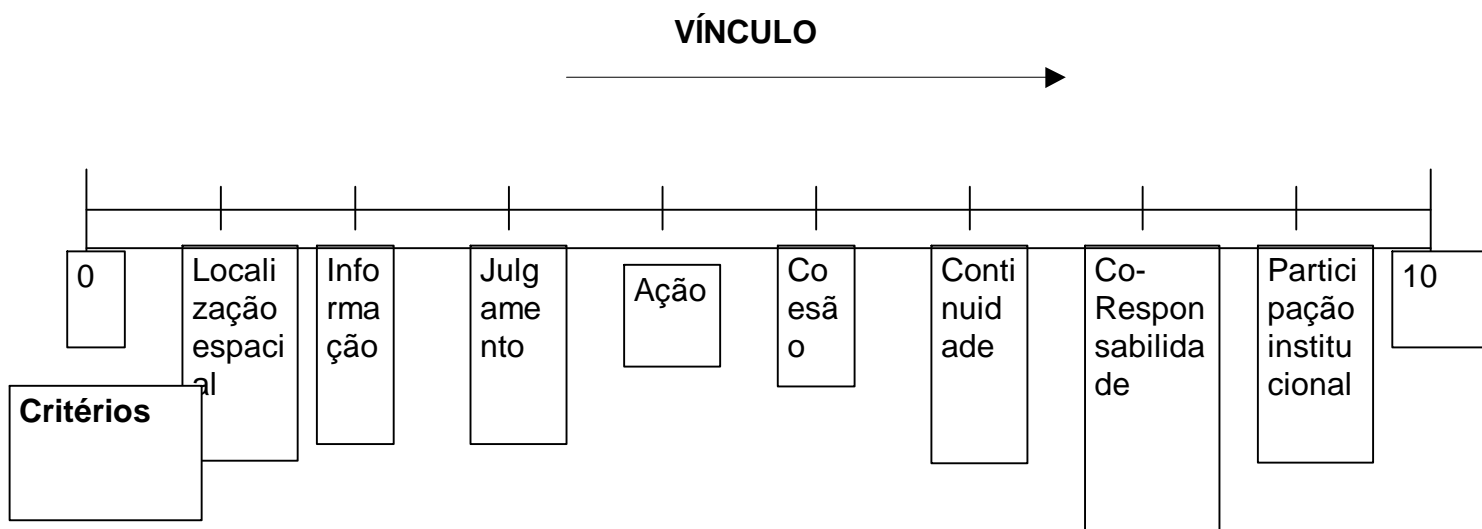 VÍNCULO
0
Locali
zação
espaci
al
Info
rma
ção
Julg
ame
nto
Ação
Co
esã
o
Conti
nuid
ade
Co-
Respon
sabilida
de
Partici
pação
institu
cional
10
Critérios